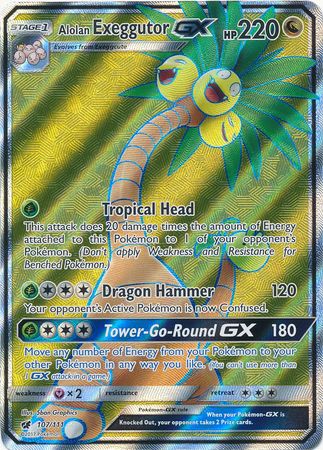 STAGE 1 Alolan Exeggutor GX HP 220
Evolves from Exeggcute
Tropical Head
This attack does 20 damage times the amount of Energy
attached to this Pokémon to 1 of your opponent's
Pokémon. (Don't apply Weakness and Resistance for
Benched Pokémon.)
Dragon Hammer 120
Your opponent's Active Pokémon is now Confused.
Tower-Go-Round GX 180
Move any number of Energy from your Pokémon to your
other Pokémon in any way you like. (You can't use more than
1 GX attack in a game.)
weakness × 2 resistance retreat
Illus. 5ban Graphics
Pokémon-GX rule
When your Pokémon-GX is
Knocked Out, your opponent takes 2 Prize cards.
107/111
©2017 Pokémon